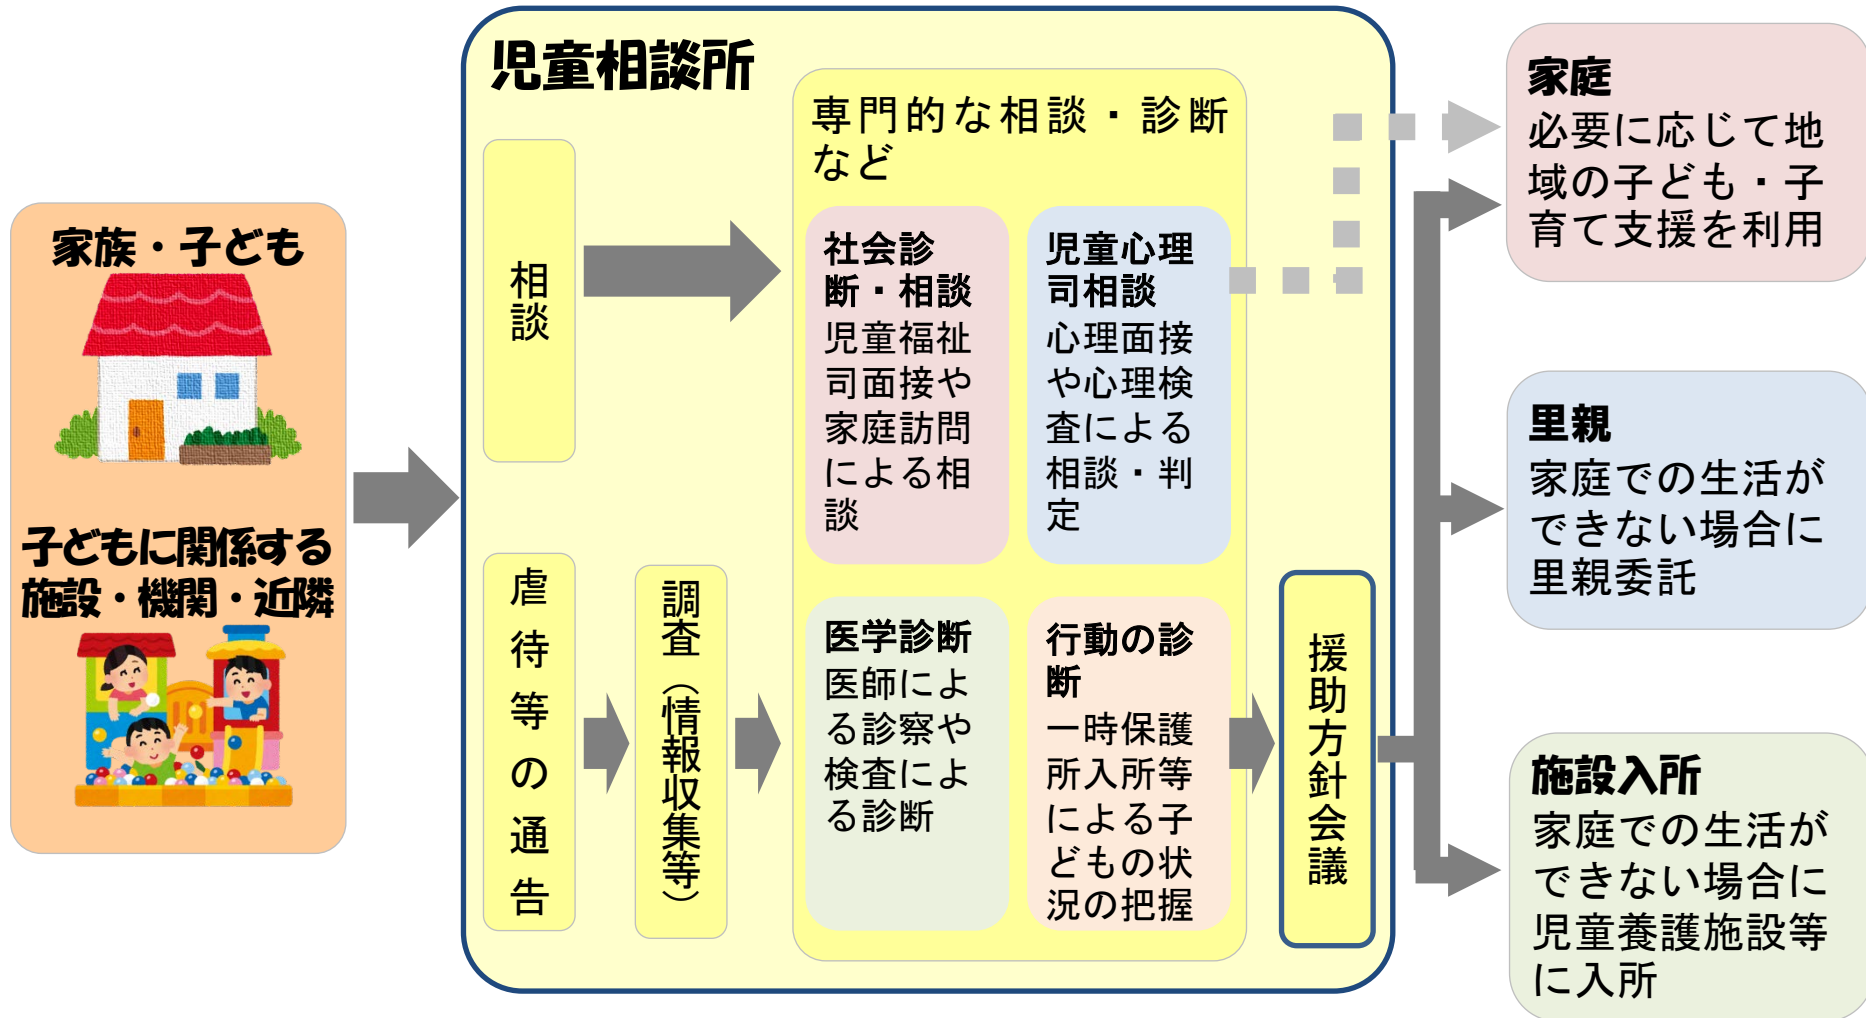 児童相談所
家族・子ども
子どもに関係する
施設・機関・近隣
相談
虐待等の通告
調査（情報収集等）
専門的な相談・診断
など
社会診
断・相談
児童福祉
司面接や
家庭訪問
による相
談
児童心理
司相談
心理面接
や心理検
査による
相談・判
定
医学診断
医師によ
る診察や
検査によ
る診断
行動の診
断
一時保護
所入所等
による子
どもの状
況の把握
援助方針会議
家庭
必要に応じて地
域の子ども・子
育て支援を利用
里親
家庭での生活が
できない場合に
里親委託
施設入所
家庭での生活が
できない場合に
児童養護施設等
に入所